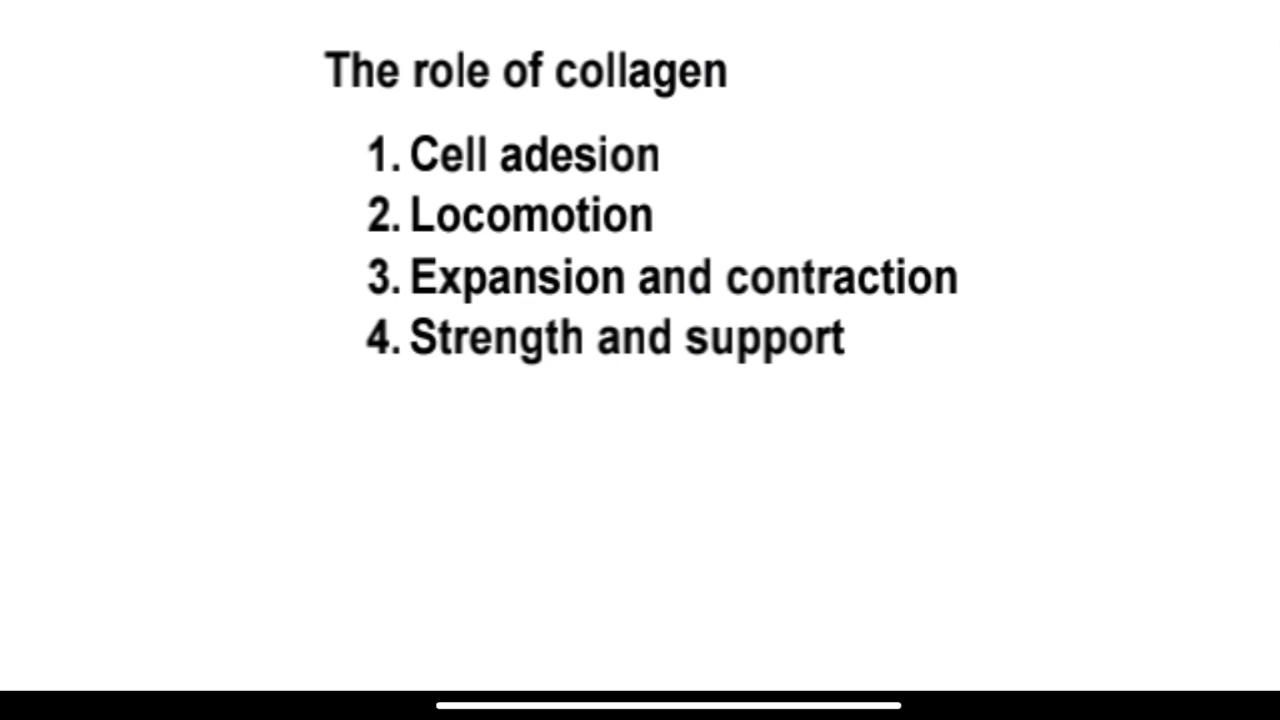 The role of collagen
1. Cell adesion
2. Locomotion
3. Expansion and contraction
4. Strength and support